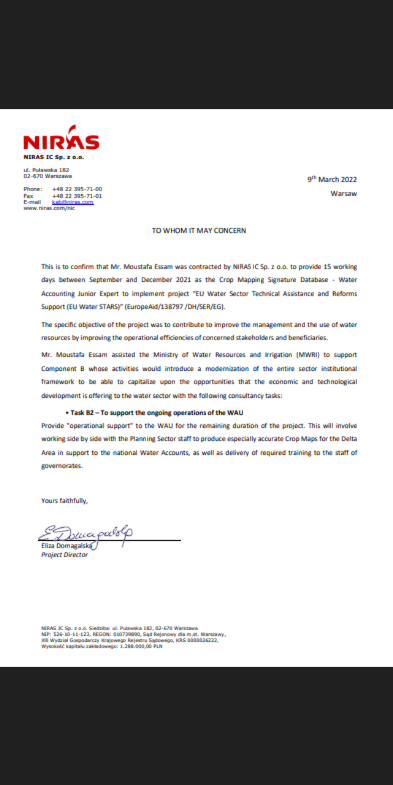 NIRAS
NIRAS IC Sp. z o.o.
ul. Pulawska 182
02-670 Warszawa
Phone: +48 22 395-71-00
Fax +48 22 395-71-01
E-mail kab@niras.com
www.niras.com/nic
9th March 2022
Warsaw
TO WHOM IT MAY CONCERN
This is to confirm that Mr. Moustafa Essam was contracted by NIRAS IC Sp. z o.o. to provide 15 working
days between September and December 2021 as the Crop Mapping Signature Database - Water
Accounting Junior Expert to implement project "EU Water Sector Technical Assistance and Reforms
Support (EU Water STARS)" (EuropeAid/138797 /DH/SER/EG).
The specific objective of the project was to contribute to improve the management and the use of water
resources by improving the operational efficiencies of concerned stakeholders and beneficiaries.
Mr. Moustafa Essam assisted the Ministry of Water Resources and Irrigation (MWRI) to support
Component B whose activities would introduce a modernization of the entire sector institutional
framework to be able to capitalize upon the opportunities that the economic and technological
development is offering to the water sector with the following consultancy tasks:
• Task B2 – To support the ongoing operations of the WAU
Provide "operational support" to the WAU for the remaining duration of the project. This will involve
working side by side with the Planning Sector staff to produce especially accurate Crop Maps for the Delta
Area in support to the national Water Accounts, as well as delivery of required training to the staff of
governorates.
Yours faithfully,
E. Domagalska
Eliza Domagalska
Project Director
NIRAS IC Sp. z o.o. Siedziba: ul. Puławska 182, 02-670 Warszawa
NIP: 526-10-11-123, REGON: 010739890, Sąd Rejonowy dla m.st. Warszawy,
XIII Wydział Gospodarczy Krajowego Rejestru Sądowego, KRS 0000026222,
Wysokość kapitału zakładowego: 1.288.000,00 PLN